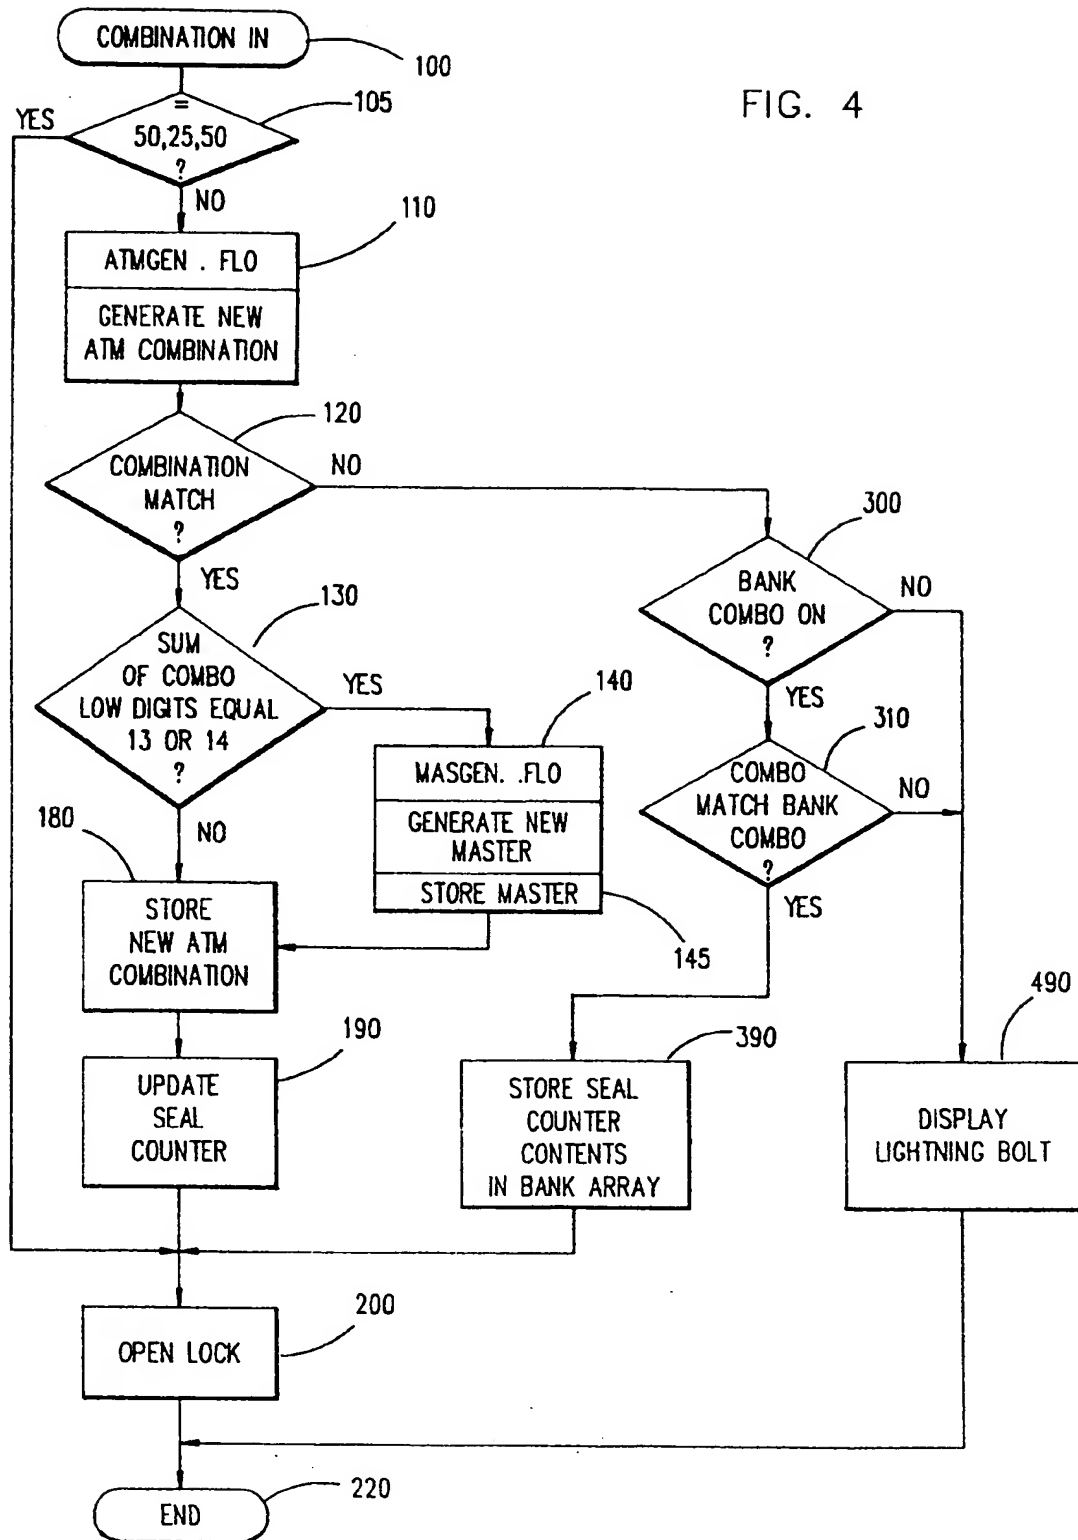 COMBINATION IN
100
FIG. 4
=
50,25,50
?
105
YES
NO
110
ATMGEN . FLO
GENERATE NEW
ATM COMBINATION
120
COMBINATION
MATCH
?
NO
YES
300
BANK
COMBO ON
?
NO
YES
130
SUM
OF COMBO
LOW DIGITS EQUAL
13 OR 14
?
YES
NO
140
MASGEN. .FLO
GENERATE NEW
MASTER
STORE MASTER
145
310
COMBO
MATCH BANK
COMBO
?
NO
YES
180
STORE
NEW ATM
COMBINATION
190
UPDATE
SEAL
COUNTER
390
STORE SEAL
COUNTER
CONTENTS
IN BANK ARRAY
490
DISPLAY
LIGHTNING BOLT
200
OPEN LOCK
220
END